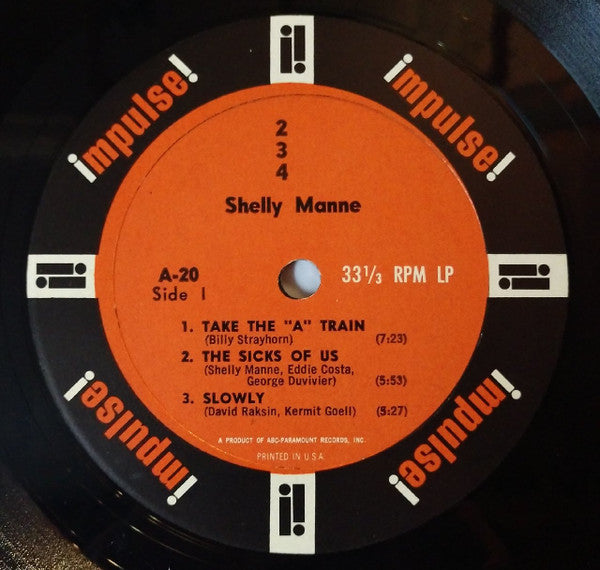 impulse!
impulse!
2
3
4
Shelly Manne
A-20
Side 1
33 1/3 RPM LP
1. TAKE THE "A" TRAIN
(Billy Strayhorn) (7:23)
2. THE SICKS OF US
(Shelly Manne, Eddie Costa,
George Duvivier) (5:53)
3. SLOWLY
(David Raksin, Kermit Goell) (5:27)
A PRODUCT OF ABC-PARAMOUNT RECORDS, INC.
PRINTED IN U.S.A.
impulse!
impulse!